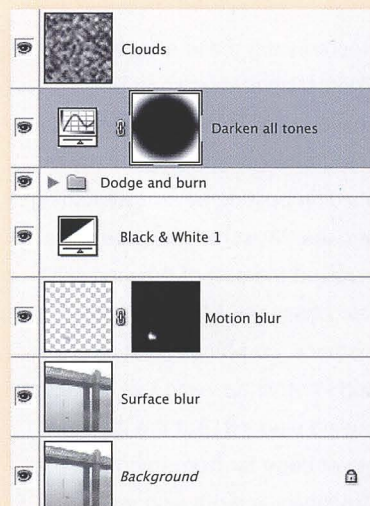 Clouds
Darken all tones
Dodge and burn
Black & White 1
Motion blur
Surface blur
Background